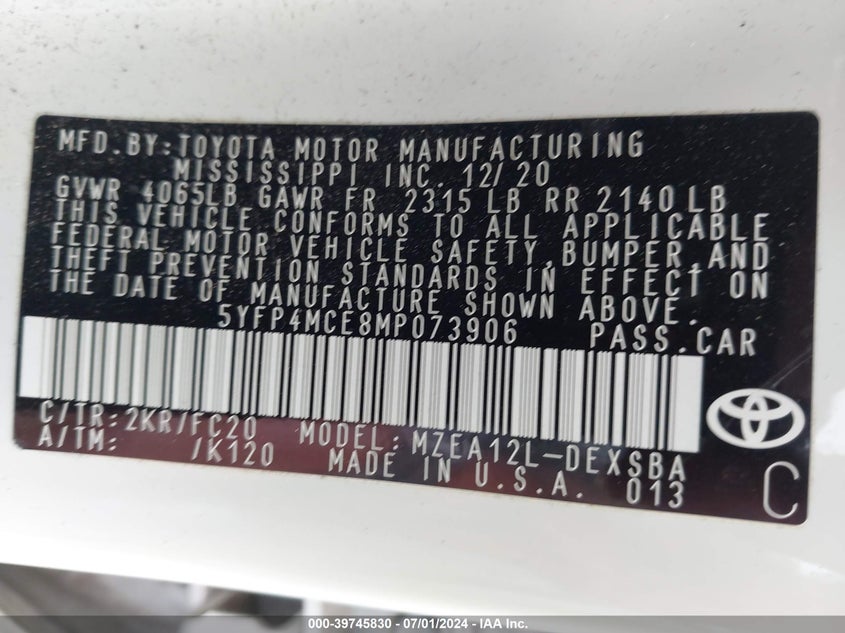 MFD.BY:TOYOTA MOTOR MANUFACTURING
MISSISSIPPI INC. 12/20
GVWR 4065LB GAWR FR 2315 LB RR 2140 LB
THIS VEHICLE CONFORMS TO ALL APPLICABLE
FEDERAL MOTOR VEHICLE SAFETY,BUMPER,AND
THEFT PREVENTION STANDARDS IN EFFECT ON
THE DATE OF MANUFACTURE SHOWN ABOVE.
5YFP4MCE8MP073906 PASS.CAR
C/TR:2KR/FC20 MODEL:MZEA12L-DEXSBA
A/TM: /K120 MADE IN U.S.A. 013 C
000-39745830 - 07/01/2024 - IAA Inc.